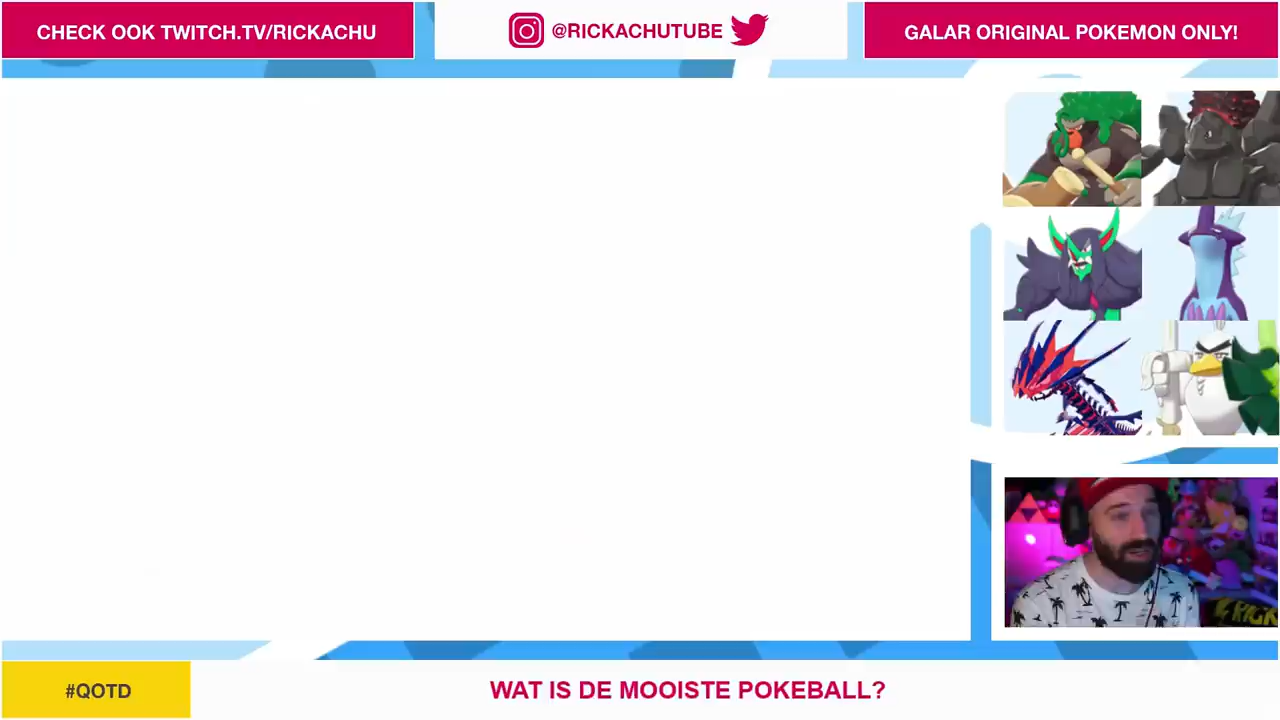 CHECK OOK TWITCH.TV/RICKACHU
@RICKACHUTUBE
GALAR ORIGINAL POKEMON ONLY!
#QOTD
WAT IS DE MOOISTE POKEBALL?